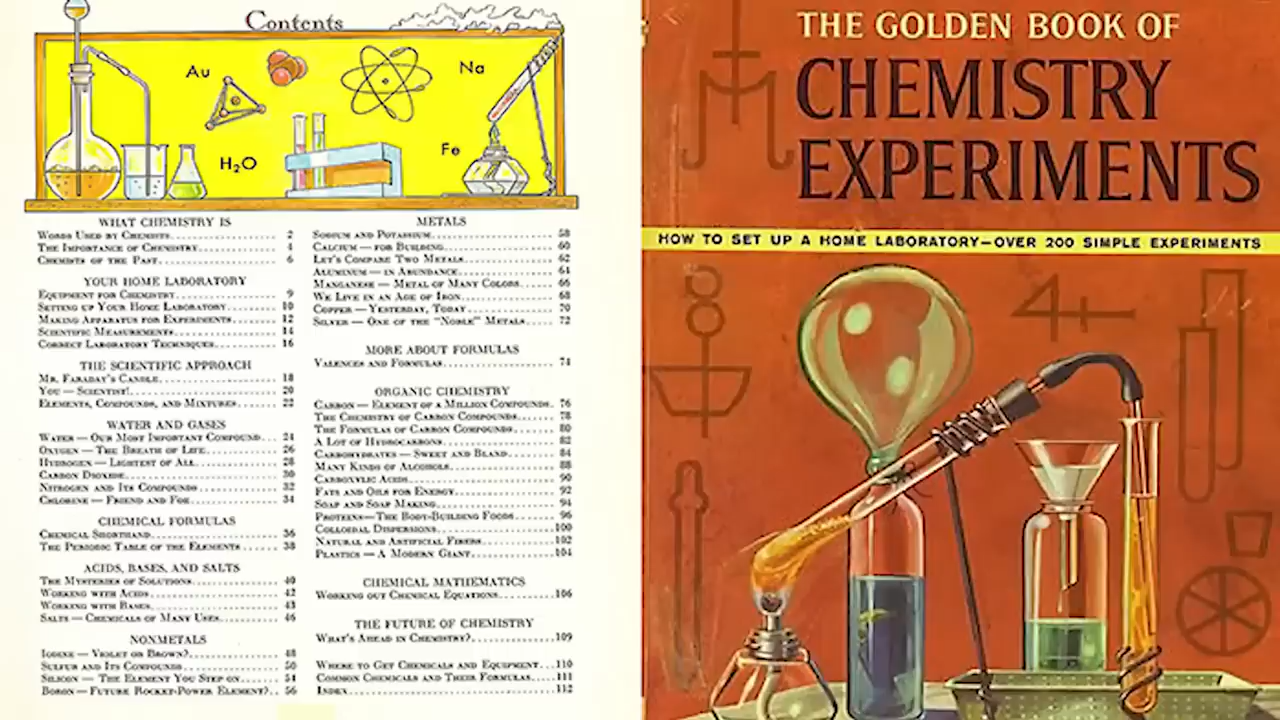 Contents
Au
Na
H₂O
Fe
WHAT CHEMISTRY IS
WORDS USED BY CHEMISTS 2
THE IMPORTANCE OF CHEMISTRY 4
CHEMISTS OF THE PAST 6
YOUR HOME LABORATORY
EQUIPMENT FOR CHEMISTRY 9
SETTING UP YOUR HOME LABORATORY 10
MAKING APPARATUS FOR EXPERIMENTS 12
SCIENTIFIC MEASUREMENTS 14
CORRECT LABORATORY TECHNIQUES 16
THE SCIENTIFIC APPROACH
MR. FARADAY'S CANDLE 18
YOU — SCIENTIST! 20
ELEMENTS, COMPOUNDS, AND MIXTURES 22
WATER AND GASES
WATER — OUR MOST IMPORTANT COMPOUND 24
OXYGEN — THE BREATH OF LIFE 26
HYDROGEN — LIGHTEST OF ALL 28
CARBON DIOXIDE 30
NITROGEN AND ITS COMPOUNDS 32
CHLORINE — FRIEND AND FOE 34
CHEMICAL FORMULAS
CHEMICAL SHORTHAND 36
THE PERIODIC TABLE OF THE ELEMENTS 38
ACIDS, BASES, AND SALTS
THE MYSTERIES OF SOLUTIONS 40
WORKING WITH ACIDS 42
WORKING WITH BASES 43
SALTS — CHEMICALS OF MANY USES 46
NONMETALS
IODINE — VIOLET OR BROWN? 48
SULFUR AND ITS COMPOUNDS 50
SILICON — THE ELEMENT YOU STEP ON 54
BORON — FUTURE ROCKET-POWER ELEMENT? 56
METALS
SODIUM AND POTASSIUM 58
CALCIUM — FOR BUILDING 60
LET'S COMPARE TWO METALS 62
ALUMINUM — IN ABUNDANCE 64
MANGANESE — METAL OF MANY COLORS 66
WE LIVE IN AN AGE OF IRON 68
COPPER — YESTERDAY, TODAY 70
SILVER — ONE OF THE "NOBLE" METALS 72
MORE ABOUT FORMULAS
VALENCES AND FORMULAS 74
ORGANIC CHEMISTRY
CARBON — ELEMENT OF A MILLION COMPOUNDS 76
THE CHEMISTRY OF CARBON COMPOUNDS 78
THE FORMULAS OF CARBON COMPOUNDS 80
A LOT OF HYDROCARBONS 82
CARBOHYDRATES — SWEET AND BLAND 84
MANY KINDS OF ALCOHOLS 88
CARBOXYLIC ACIDS 90
FATS AND OILS FOR ENERGY 92
SOAP AND SOAP MAKING 94
PROTEINS — THE BODY-BUILDING FOODS 96
COLLOIDAL DISPERSIONS 100
NATURAL AND ARTIFICIAL FIBERS 102
PLASTICS — A MODERN GIANT 104
CHEMICAL MATHEMATICS
WORKING OUT CHEMICAL EQUATIONS 106
THE FUTURE OF CHEMISTRY
WHAT'S AHEAD IN CHEMISTRY? 109
WHERE TO GET CHEMICALS AND EQUIPMENT 110
COMMON CHEMICALS AND THEIR FORMULAS 111
INDEX 112
THE GOLDEN BOOK OF
CHEMISTRY
EXPERIMENTS
HOW TO SET UP A HOME LABORATORY—OVER 200 SIMPLE EXPERIMENTS